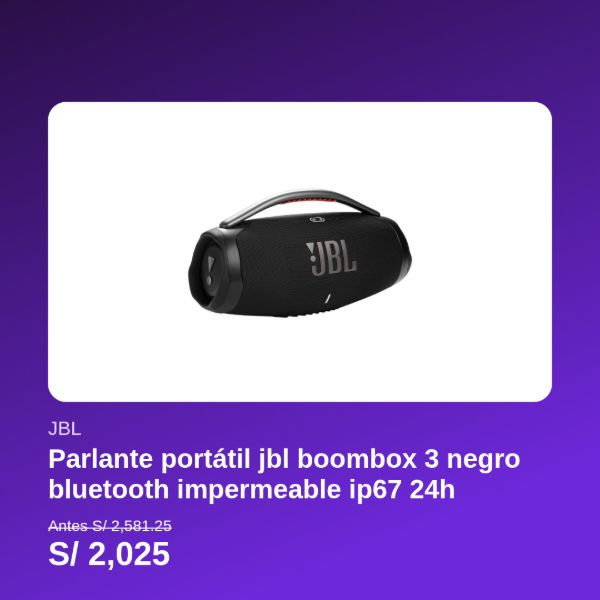 JBL
JBL
Parlante portátil jbl boombox 3 negro
bluetooth impermeable ip67 24h
Antes S/ 2,581.25
S/ 2,025